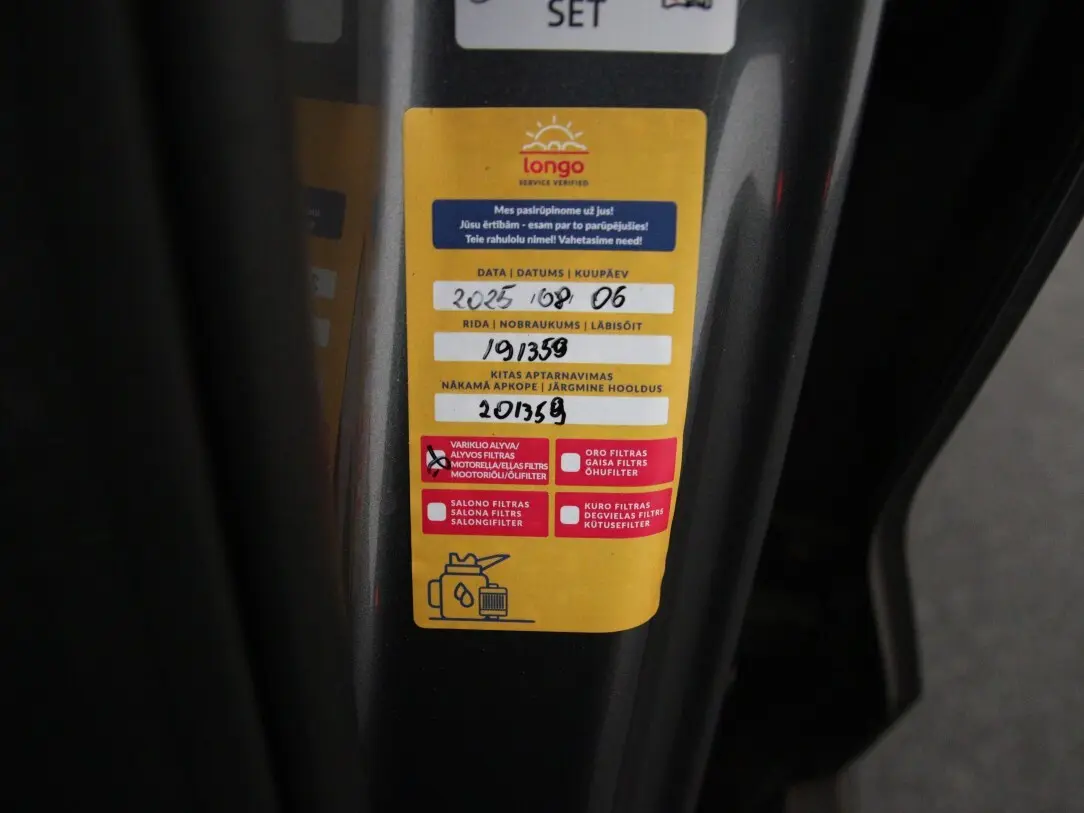 SET
longo
SERVICE VERIFIED
Mes pasirūpinome už jus!
Jūsu ērtībām - esam par to parūpējušies!
Teie rahulolu nimel! Vahetasime need!
DATA | DATUMS | KUUPÄEV
2025 08 06
RIDA | NOBRAUKUMS | LÄBISÕIT
191359
KITAS APTARNAVIMAS
NĀKAMĀ APKOPE | JÄRGMINE HOOLDUS
201359
VARIKLIO ALYVA/
ALYVOS FILTRAS
MOTOREĻĻA/EĻĻAS FILTRS
MOOTORIÕLI/ÕLIFILTER
ORO FILTRAS
GAISA FILTRS
ÕHUFILTER
SALONO FILTRAS
SALONA FILTRS
SALONGIFILTER
KURO FILTRAS
DEGVIELAS FILTRS
KÜTUSEFILTER